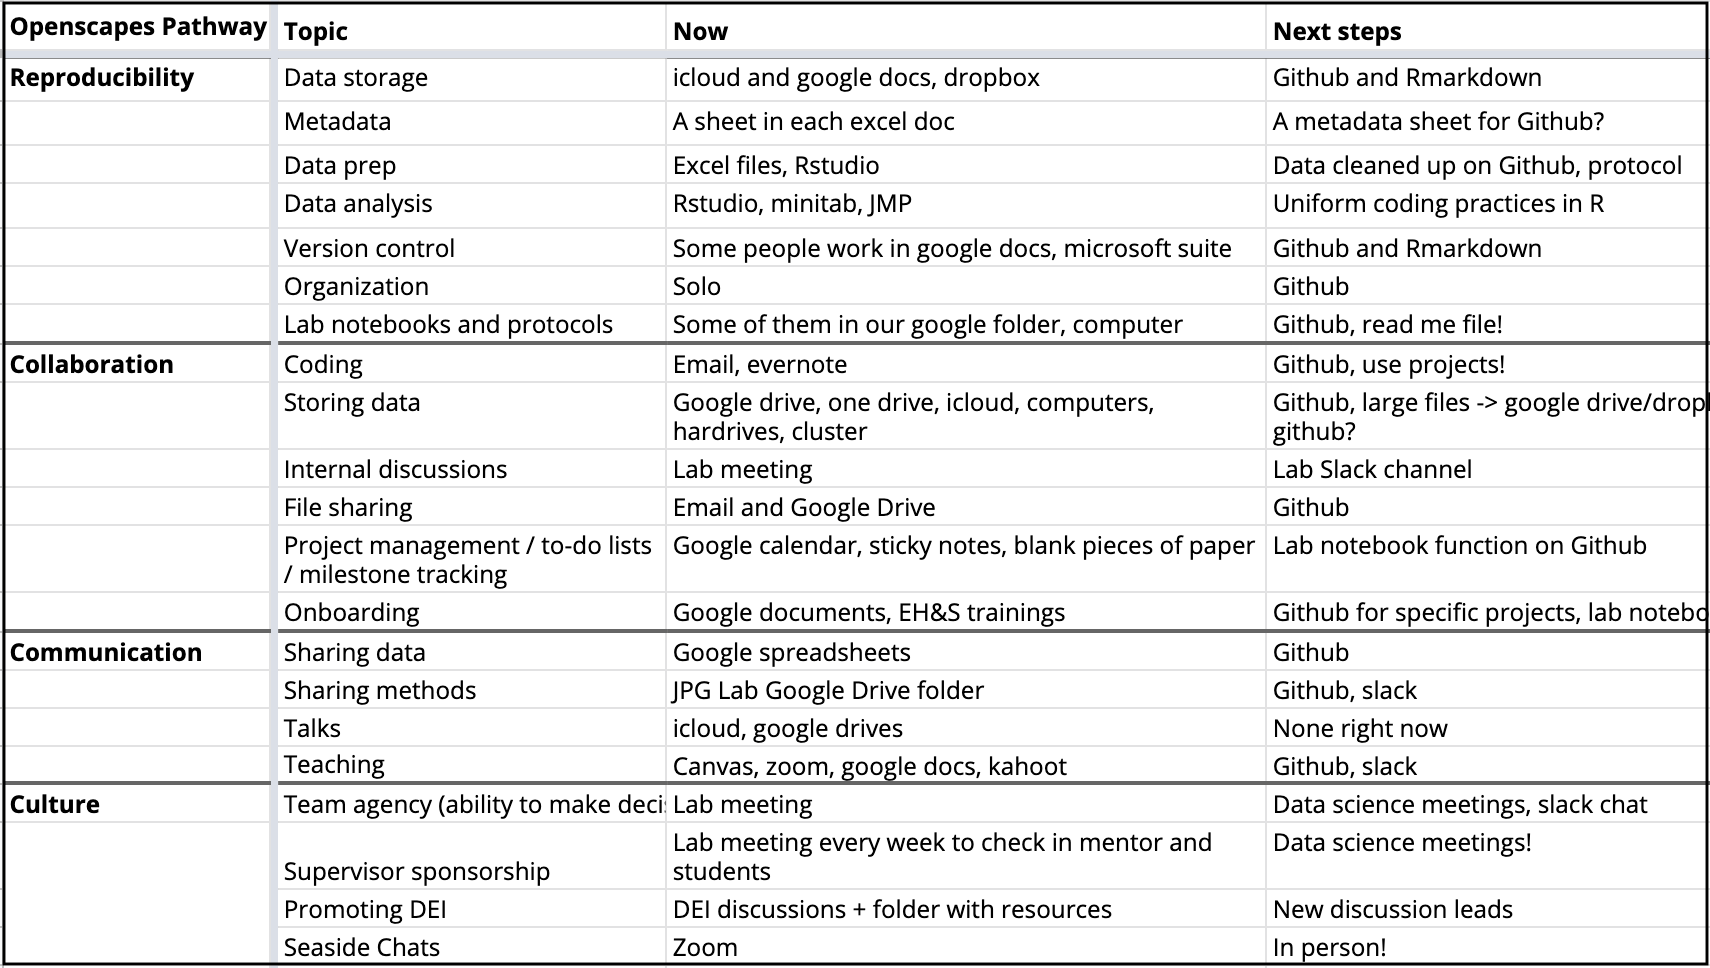 Openscapes Pathway Topic Now Next steps
Reproducibility Data storage icloud and google docs, dropbox Github and Rmarkdown
Metadata A sheet in each excel doc A metadata sheet for Github?
Data prep Excel files, Rstudio Data cleaned up on Github, protocol
Data analysis Rstudio, minitab, JMP Uniform coding practices in R
Version control Some people work in google docs, microsoft suite Github and Rmarkdown
Organization Solo Github
Lab notebooks and protocols Some of them in our google folder, computer Github, read me file!
Collaboration Coding Email, evernote Github, use projects!
Storing data Google drive, one drive, icloud, computers, Github, large files -> google drive/drop
hardrives, cluster github?
Internal discussions Lab meeting Lab Slack channel
File sharing Email and Google Drive Github
Project management / to-do lists Google calendar, sticky notes, blank pieces of paper Lab notebook function on Github
/ milestone tracking
Onboarding Google documents, EH&S trainings Github for specific projects, lab notebo
Communication Sharing data Google spreadsheets Github
Sharing methods JPG Lab Google Drive folder Github, slack
Talks icloud, google drives None right now
Teaching Canvas, zoom, google docs, kahoot Github, slack
Culture Team agency (ability to make deci Lab meeting Data science meetings, slack chat
Lab meeting every week to check in mentor and Data science meetings!
Supervisor sponsorship students
Promoting DEI DEI discussions + folder with resources New discussion leads
Seaside Chats Zoom In person!